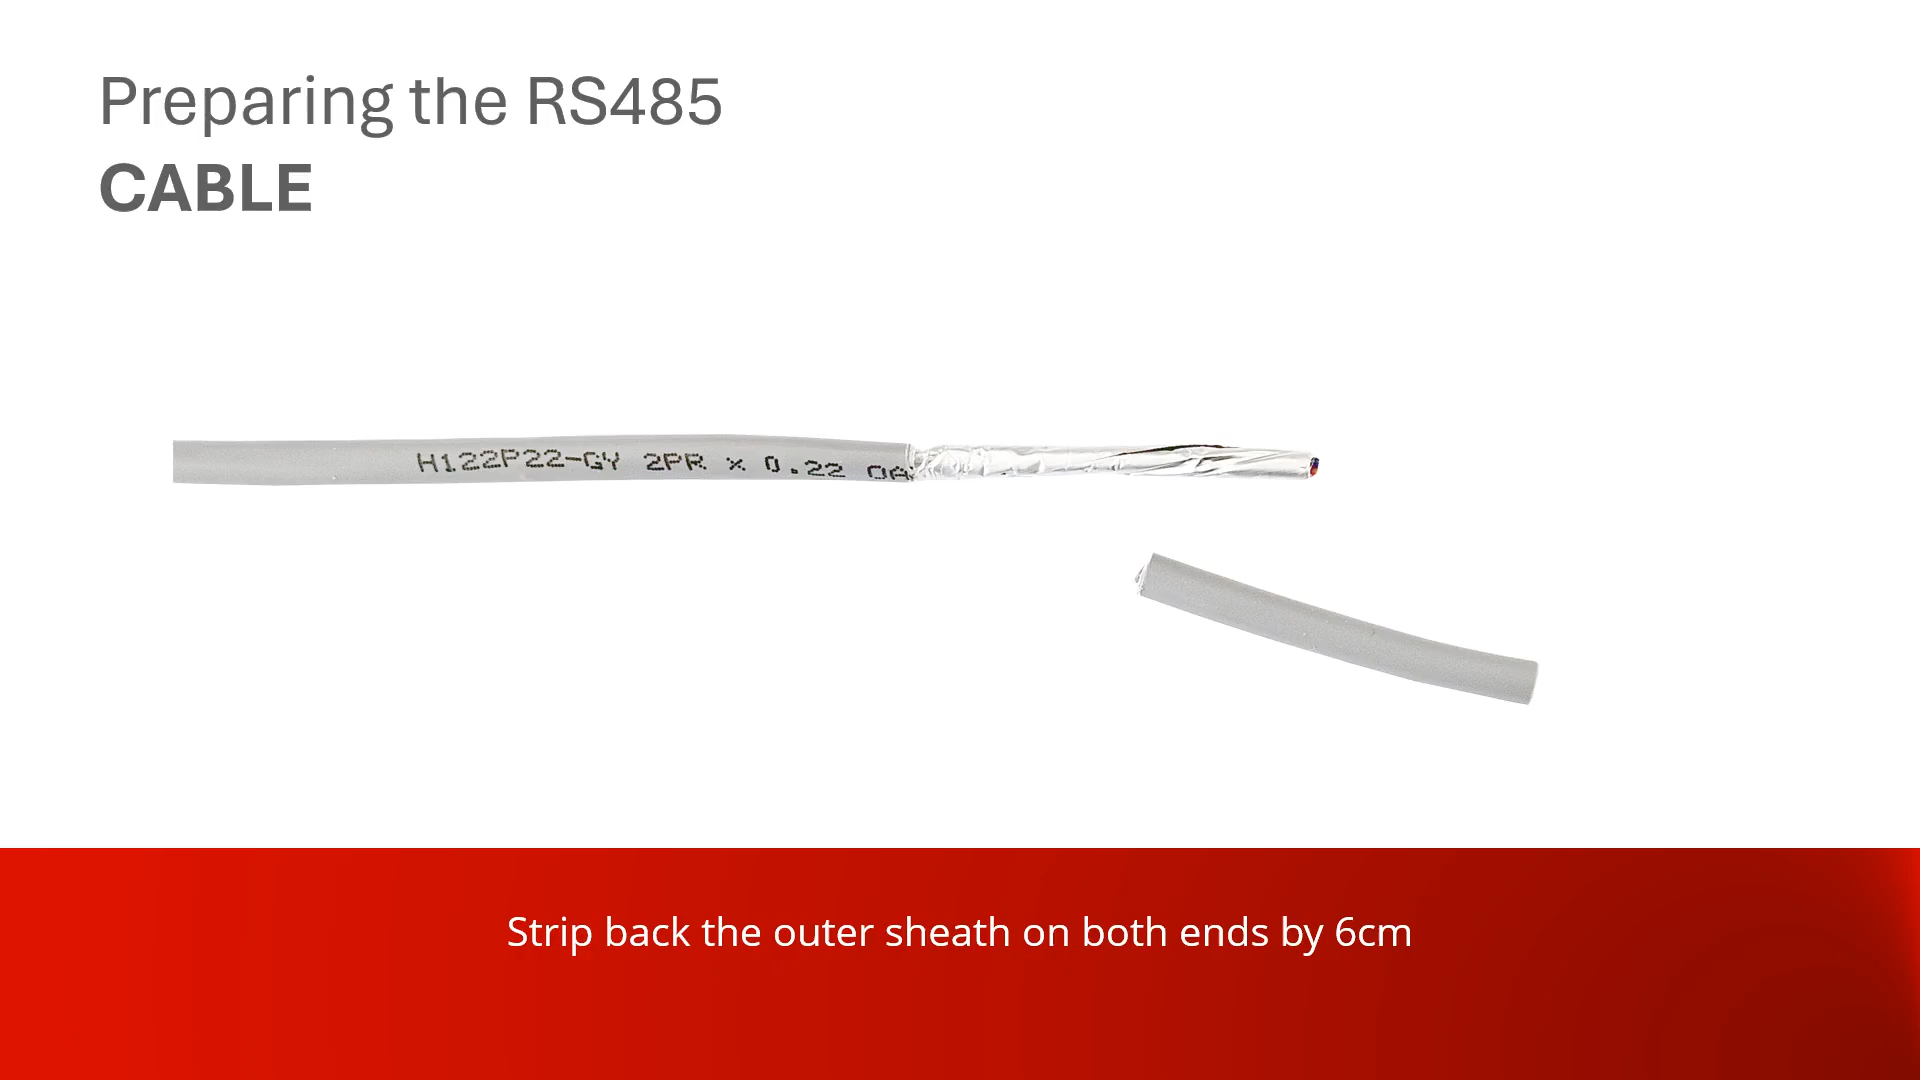 Preparing the RS485
CABLE
H122P22-GY 2PR x 0.22 OA
Strip back the outer sheath on both ends by 6cm